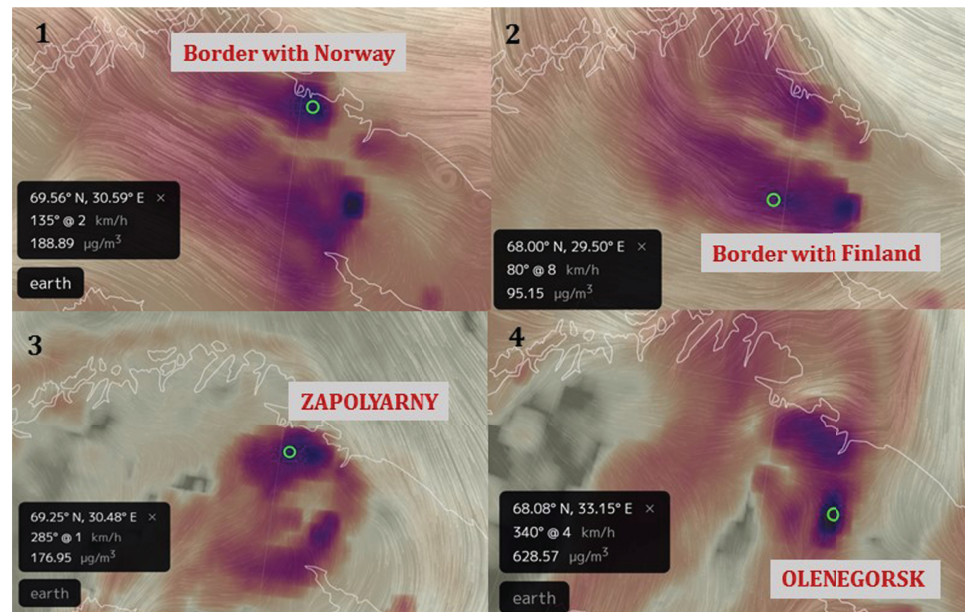 1
Border with Norway
69.56° N, 30.59° E ×
135° @ 2 km/h
188.89 µg/m³
earth
2
68.00° N, 29.50° E ×
80° @ 8 km/h
95.15 µg/m³
Border with Finland
3
ZAPOLYARNY
69.25° N, 30.48° E ×
285° @ 1 km/h
176.95 µg/m³
earth
4
68.08° N, 33.15° E ×
340° @ 4 km/h
628.57 µg/m³
earth
OLENEGORSK